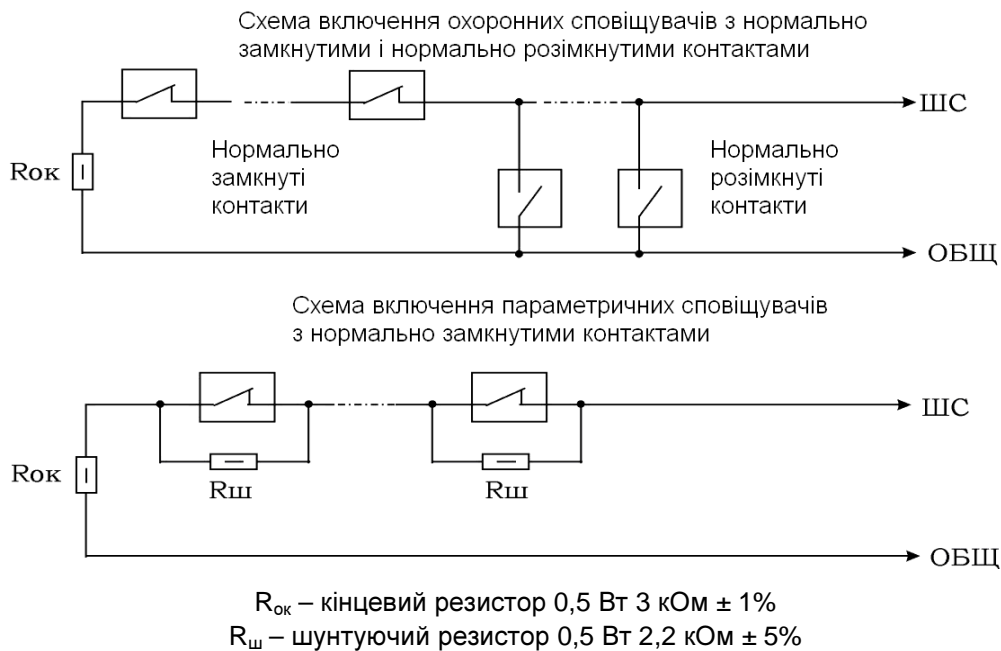 Схема включення охоронних сповіщувачів з нормально
замкнутими і нормально розімкнутими контактами
ШС
Rок
Нормально
замкнуті
контакти
Нормально
розімкнуті
контакти
ОБЩ
Схема включення параметричних сповіщувачів
з нормально замкнутими контактами
ШС
Rок
Rш
Rш
ОБЩ
Rок – кінцевий резистор 0,5 Вт 3 кОм ± 1%
Rш – шунтуючий резистор 0,5 Вт 2,2 кОм ± 5%